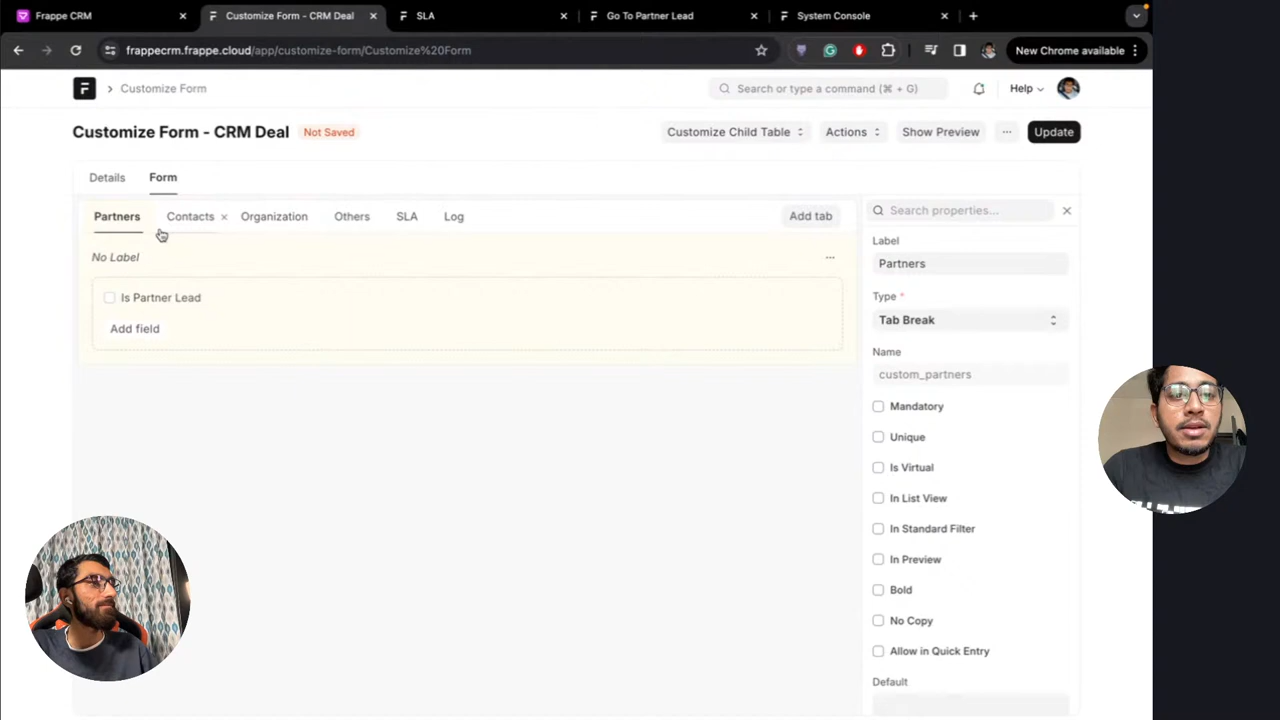 Frappe CRM
Customize Form - CRM Deal
SLA
Go To Partner Lead
System Console
frappecrm.frappe.cloud/app/customize-form/Customize%20Form
New Chrome available
Customize Form
Search or type a command (⌘ + G)
Help
Customize Form - CRM Deal
Not Saved
Customize Child Table
Actions
Show Preview
Update
Details
Form
Partners
Contacts
Organization
Others
SLA
Log
Add tab
No Label
Is Partner Lead
Add field
Search properties...
Label
Partners
Type *
Tab Break
Name
custom_partners
Mandatory
Unique
Is Virtual
In List View
In Standard Filter
In Preview
Bold
No Copy
Allow in Quick Entry
Default